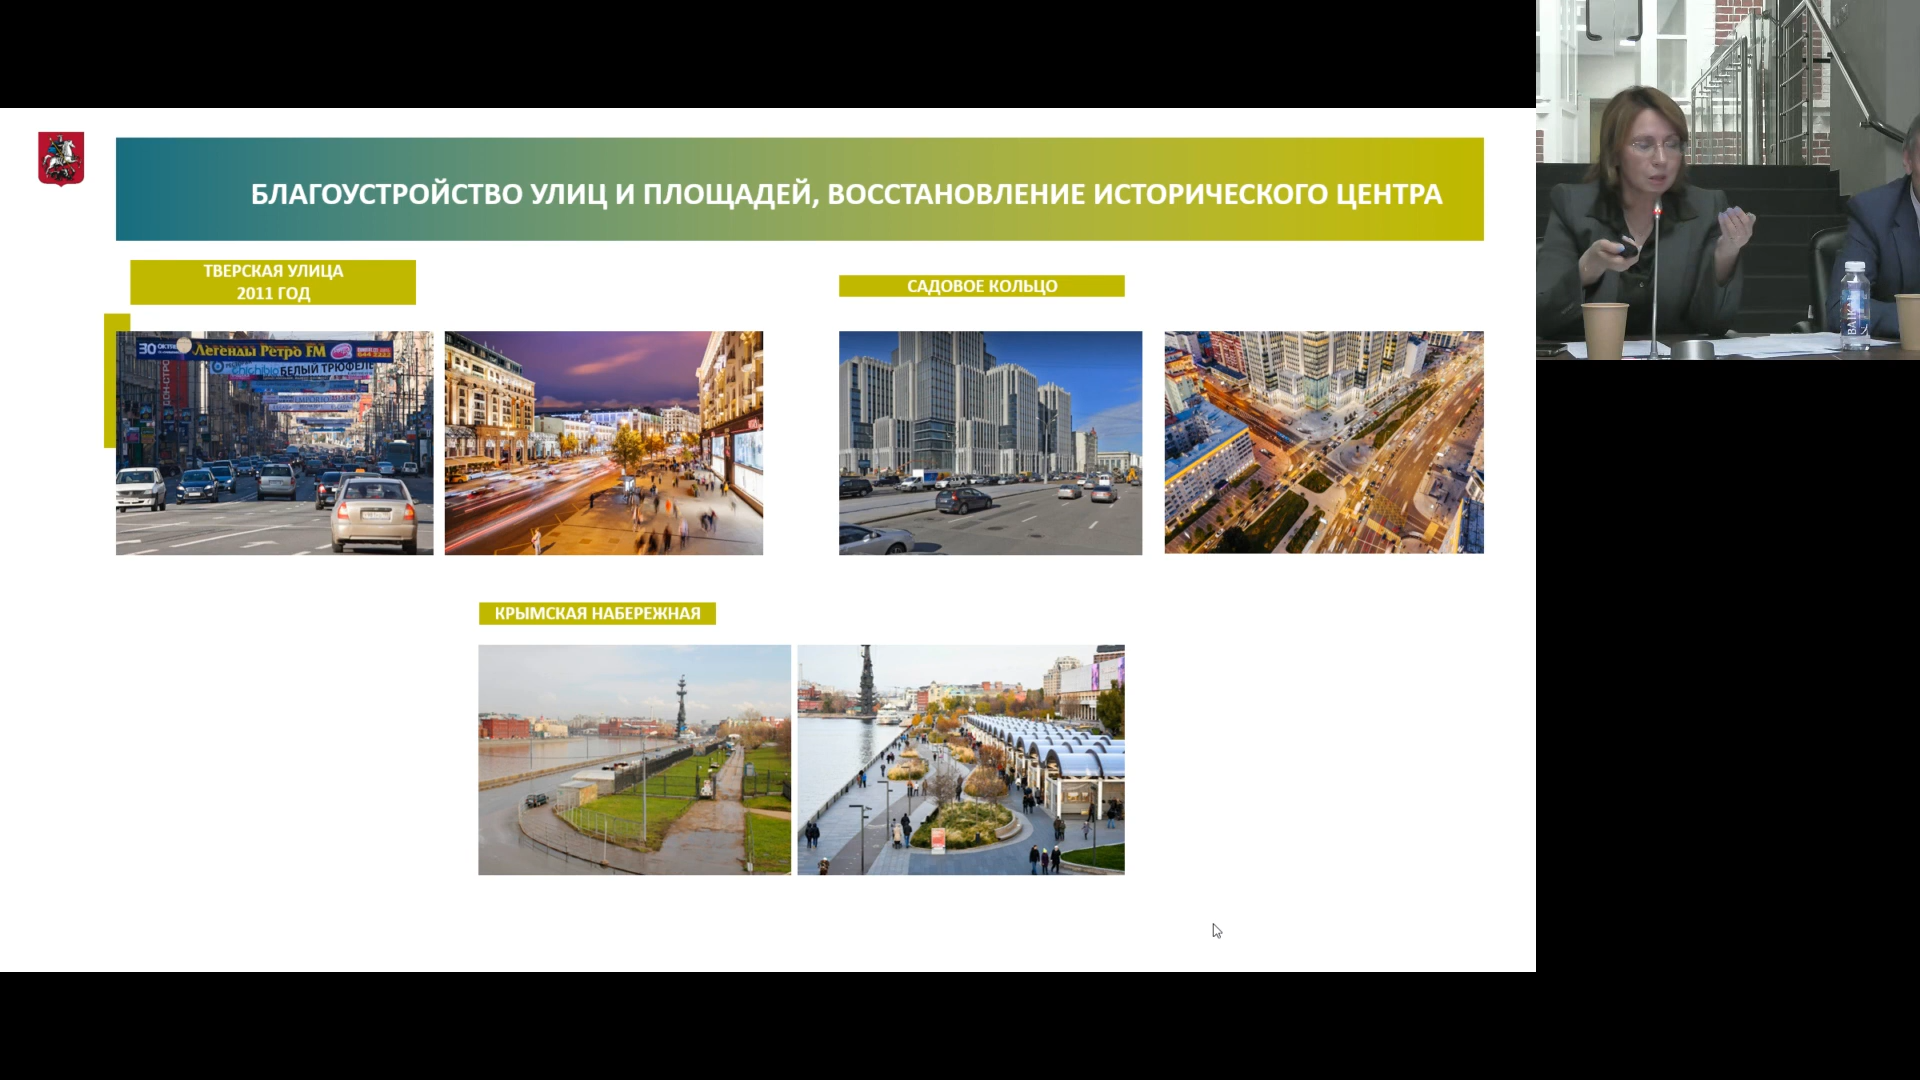 БЛАГОУСТРОЙСТВО УЛИЦ И ПЛОЩАДЕЙ, ВОССТАНОВЛЕНИЕ ИСТОРИЧЕСКОГО ЦЕНТРА
ТВЕРСКАЯ УЛИЦА
2011 ГОД
САДОВОЕ КОЛЬЦО
30
Легенды Ретро FM
Chichibio БЕЛЫЙ ТРЮФЕЛЬ
КРЫМСКАЯ НАБЕРЕЖНАЯ